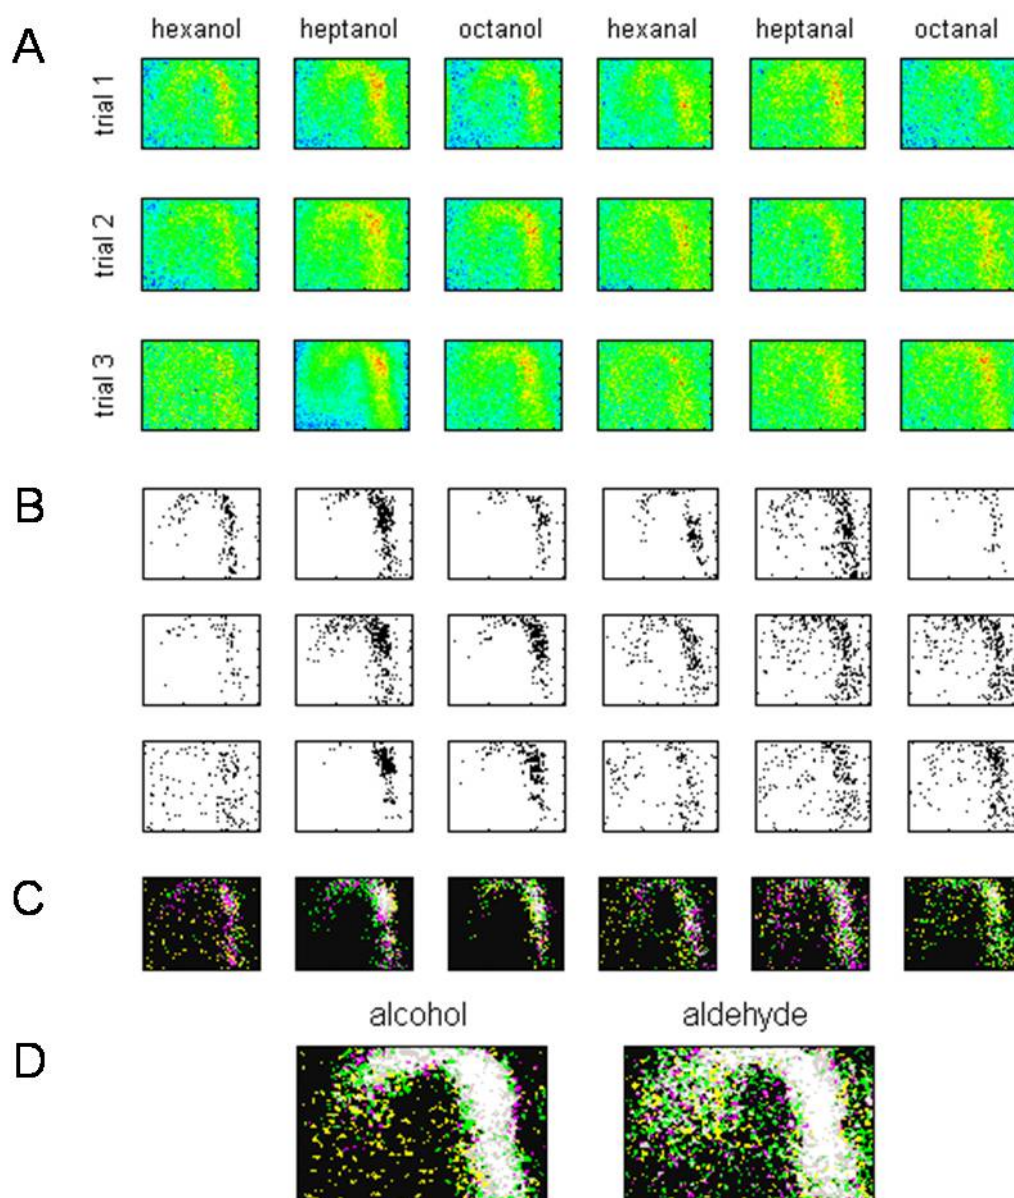 A
hexanol heptanol octanol hexanal heptanal octanal
trial 1
trial 2
trial 3
B
C
alcohol aldehyde
D